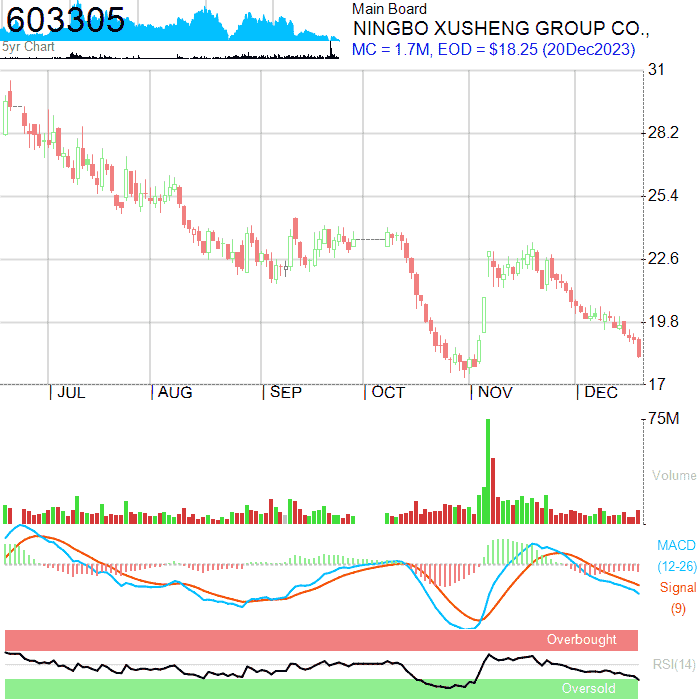 603305
5yr Chart
Main Board
NINGBO XUSHENG GROUP CO.,
MC = 1.7M, EOD = $18.25 (20Dec2023)
31
28.2
25.4
22.6
19.8
17
JUL AUG SEP OCT NOV DEC
75M
Volume
MACD
(12-26)
Signal
(9)
Overbought
RSI(14)
Oversold